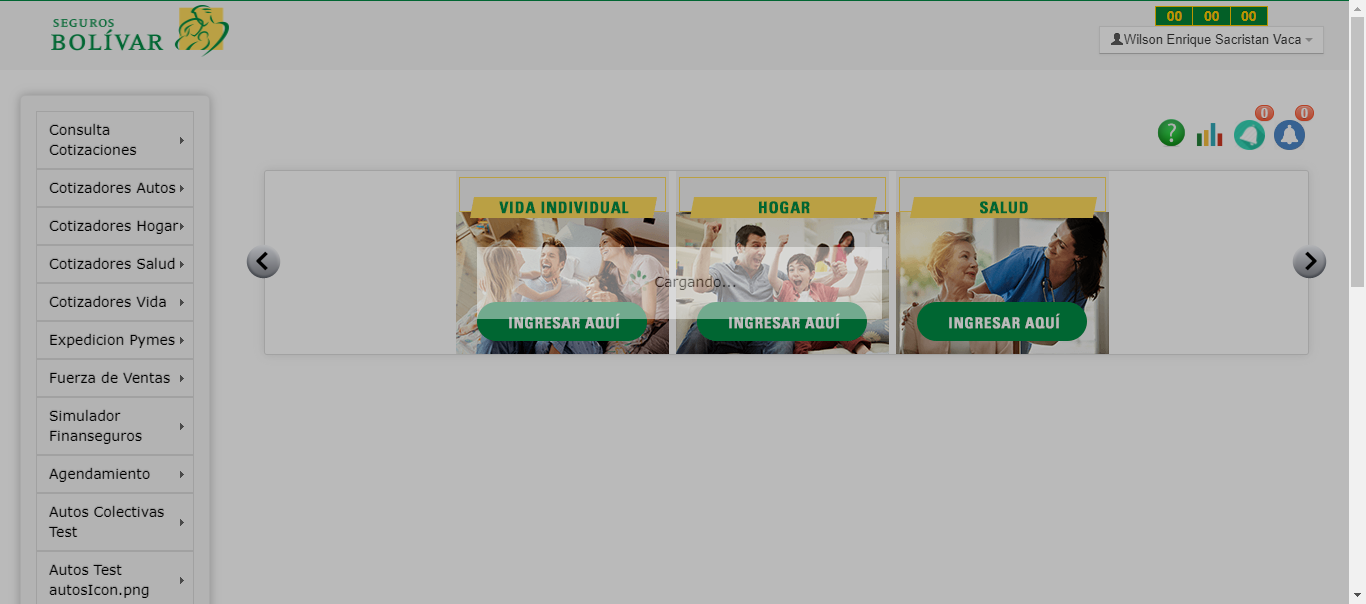 SEGUROS
BOLÍVAR
00 00 00
Wilson Enrique Sacristan Vaca
Consulta
Cotizaciones
Cotizadores Autos
Cotizadores Hogar
Cotizadores Salud
Cotizadores Vida
Expedicion Pymes
Fuerza de Ventas
Simulador
Finanseguros
Agendamiento
Autos Colectivas
Test
Autos Test
autosIcon.png
?
0
0
VIDA INDIVIDUAL
HOGAR
SALUD
Cargando...
INGRESAR AQUÍ
INGRESAR AQUÍ
INGRESAR AQUÍ